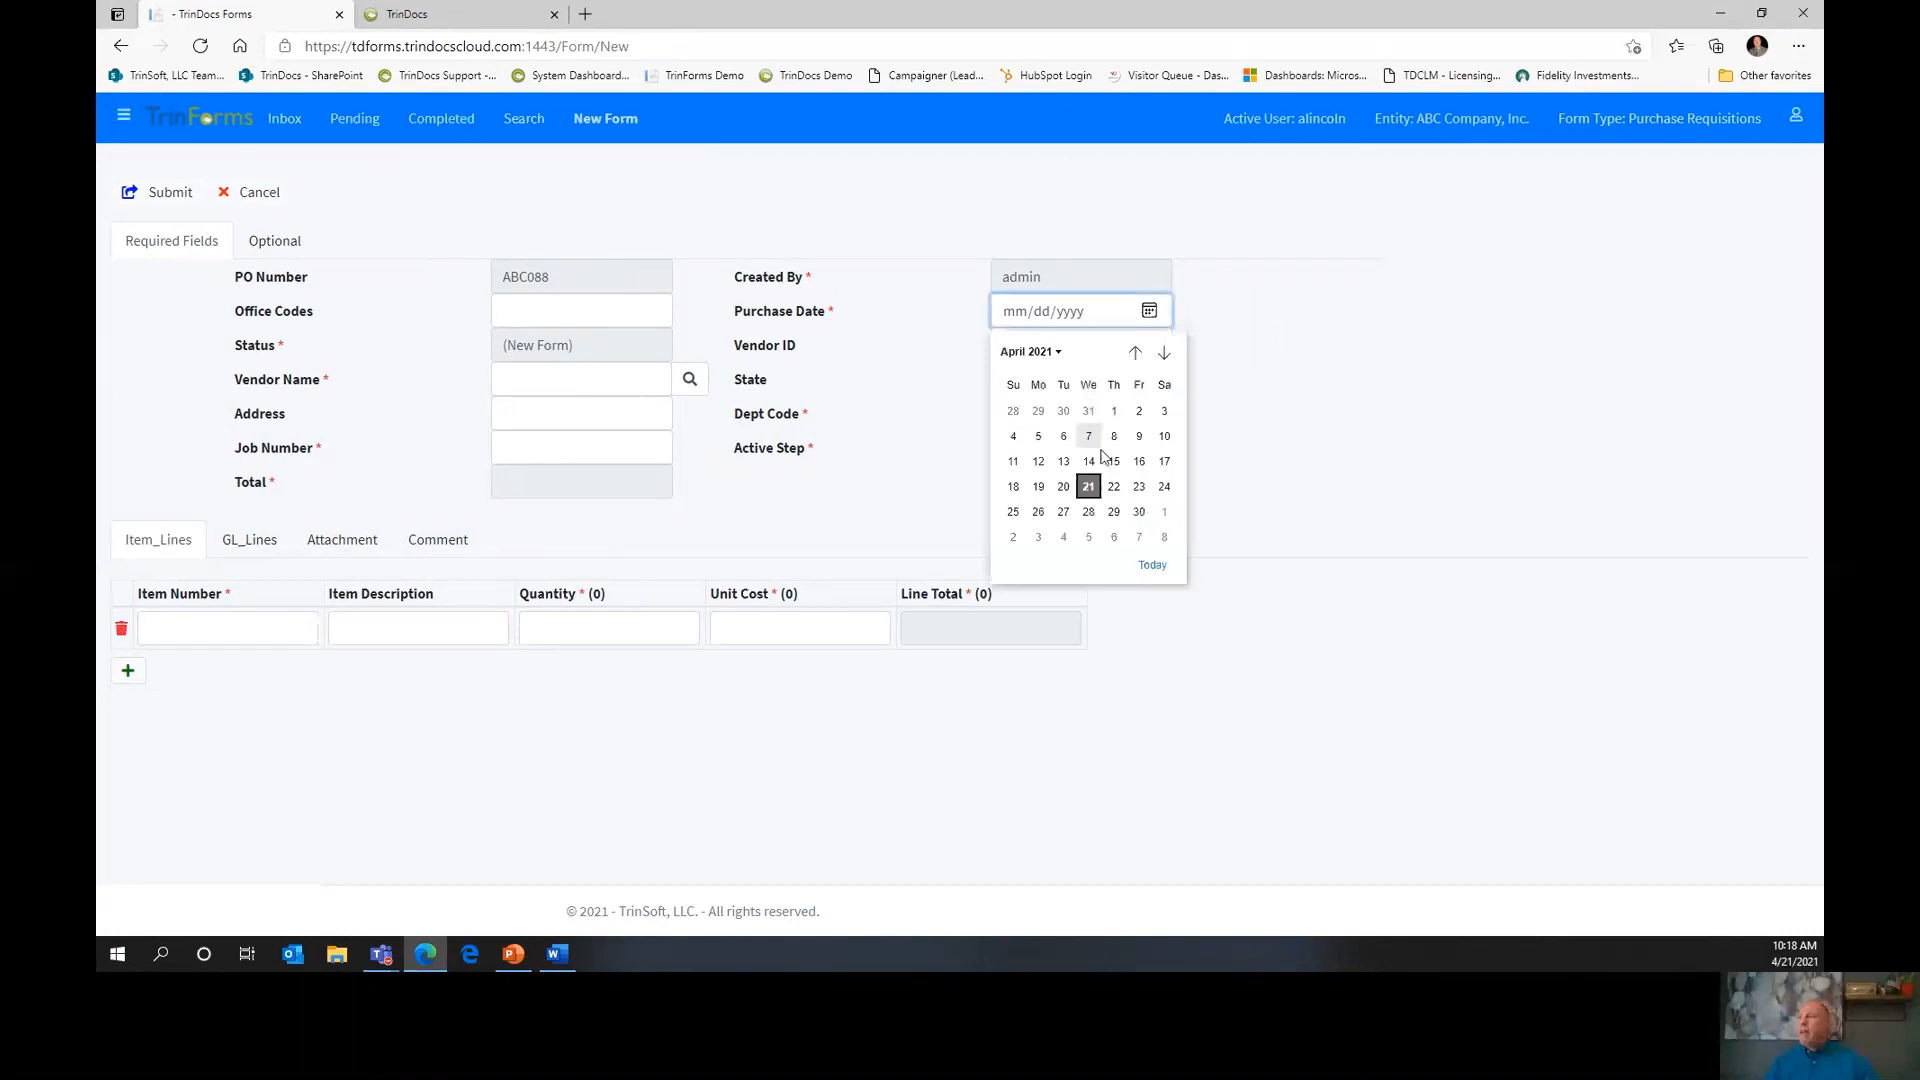 - TrinDocs Forms
TrinDocs
https://tdforms.trindocscloud.com:1443/Form/New
TrinSoft, LLC Team...
TrinDocs - SharePoint
TrinDocs Support -...
System Dashboard...
TrinForms Demo
TrinDocs Demo
Campaigner (Lead...
HubSpot Login
Visitor Queue - Das...
Dashboards: Micros...
TDCLM - Licensing...
Fidelity Investments...
Other favorites
TrinForms
Inbox
Pending
Completed
Search
New Form
Active User: alincoln
Entity: ABC Company, Inc.
Form Type: Purchase Requisitions
Submit
Cancel
Required Fields
Optional
PO Number
ABC088
Created By *
admin
Office Codes
Purchase Date *
mm/dd/yyyy
Status *
(New Form)
Vendor ID
Vendor Name *
State
Address
Dept Code *
Job Number *
Active Step *
Total *
April 2021
Su Mo Tu We Th Fr Sa
28 29 30 31 1 2 3
4 5 6 7 8 9 10
11 12 13 14 15 16 17
18 19 20 21 22 23 24
25 26 27 28 29 30 1
2 3 4 5 6 7 8
Today
Item_Lines
GL_Lines
Attachment
Comment
Item Number *
Item Description
Quantity * (0)
Unit Cost * (0)
Line Total * (0)
© 2021 - TrinSoft, LLC. - All rights reserved.
10:18 AM
4/21/2021